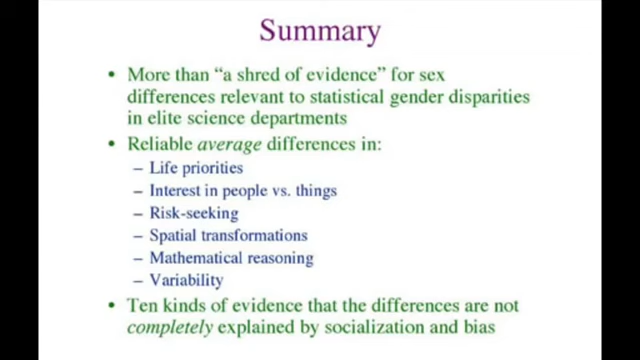 Summary
• More than “a shred of evidence” for sex
differences relevant to statistical gender disparities
in elite science departments
• Reliable average differences in:
– Life priorities
– Interest in people vs. things
– Risk-seeking
– Spatial transformations
– Mathematical reasoning
– Variability
• Ten kinds of evidence that the differences are not
completely explained by socialization and bias